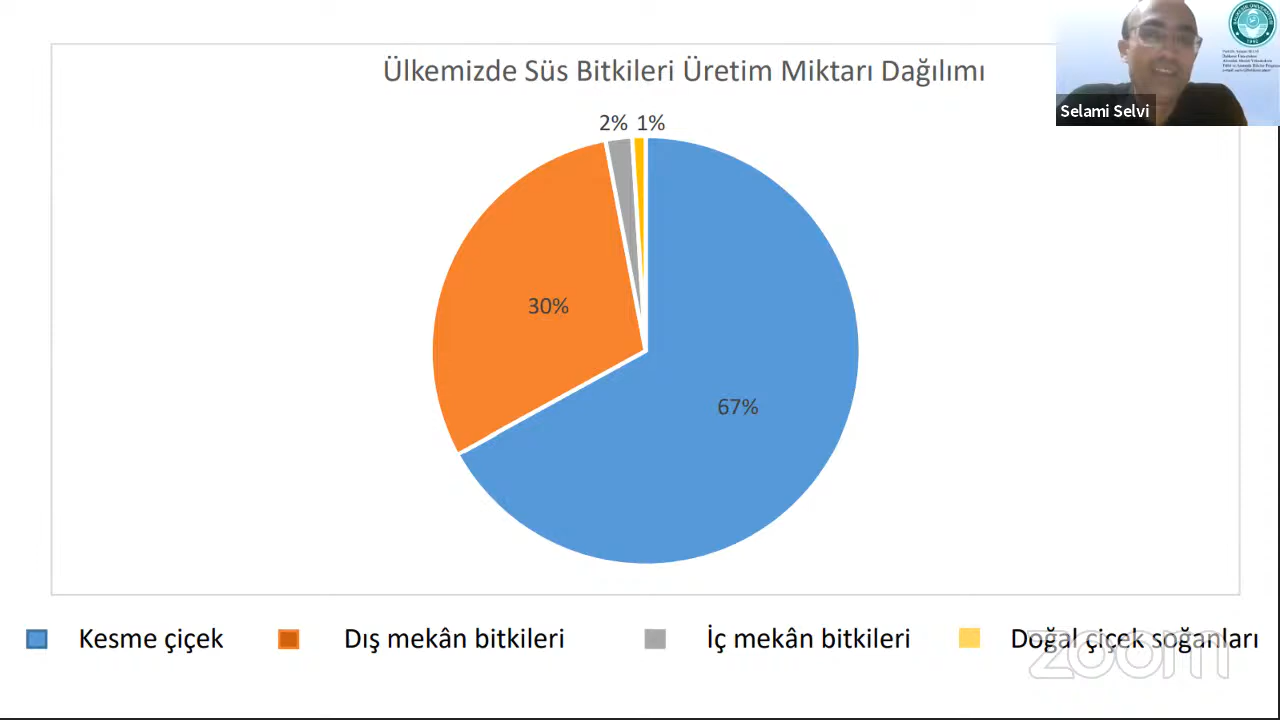 Ülkemizde Süs Bitkileri Üretim Miktarı Dağılımı
2% 1%
30%
67%
Kesme çiçek
Dış mekân bitkileri
İç mekân bitkileri
Doğal çiçek soğanları
Selami Selvi
zoom